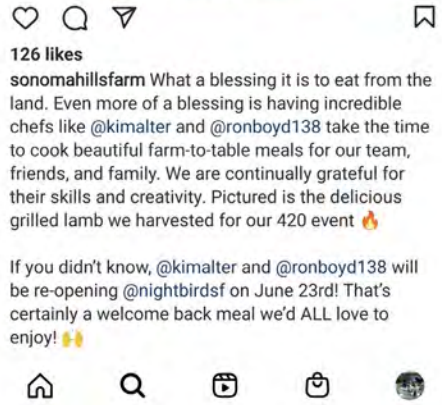 126 likes
sonomahillsfarm What a blessing it is to eat from the
land. Even more of a blessing is having incredible
chefs like @kimalter and @ronboyd138 take the time
to cook beautiful farm-to-table meals for our team,
friends, and family. We are continually grateful for
their skills and creativity. Pictured is the delicious
grilled lamb we harvested for our 420 event 🔥
If you didn't know, @kimalter and @ronboyd138 will
be re-opening @nightbirdsf on June 23rd! That's
certainly a welcome back meal we'd ALL love to
enjoy! 🙌